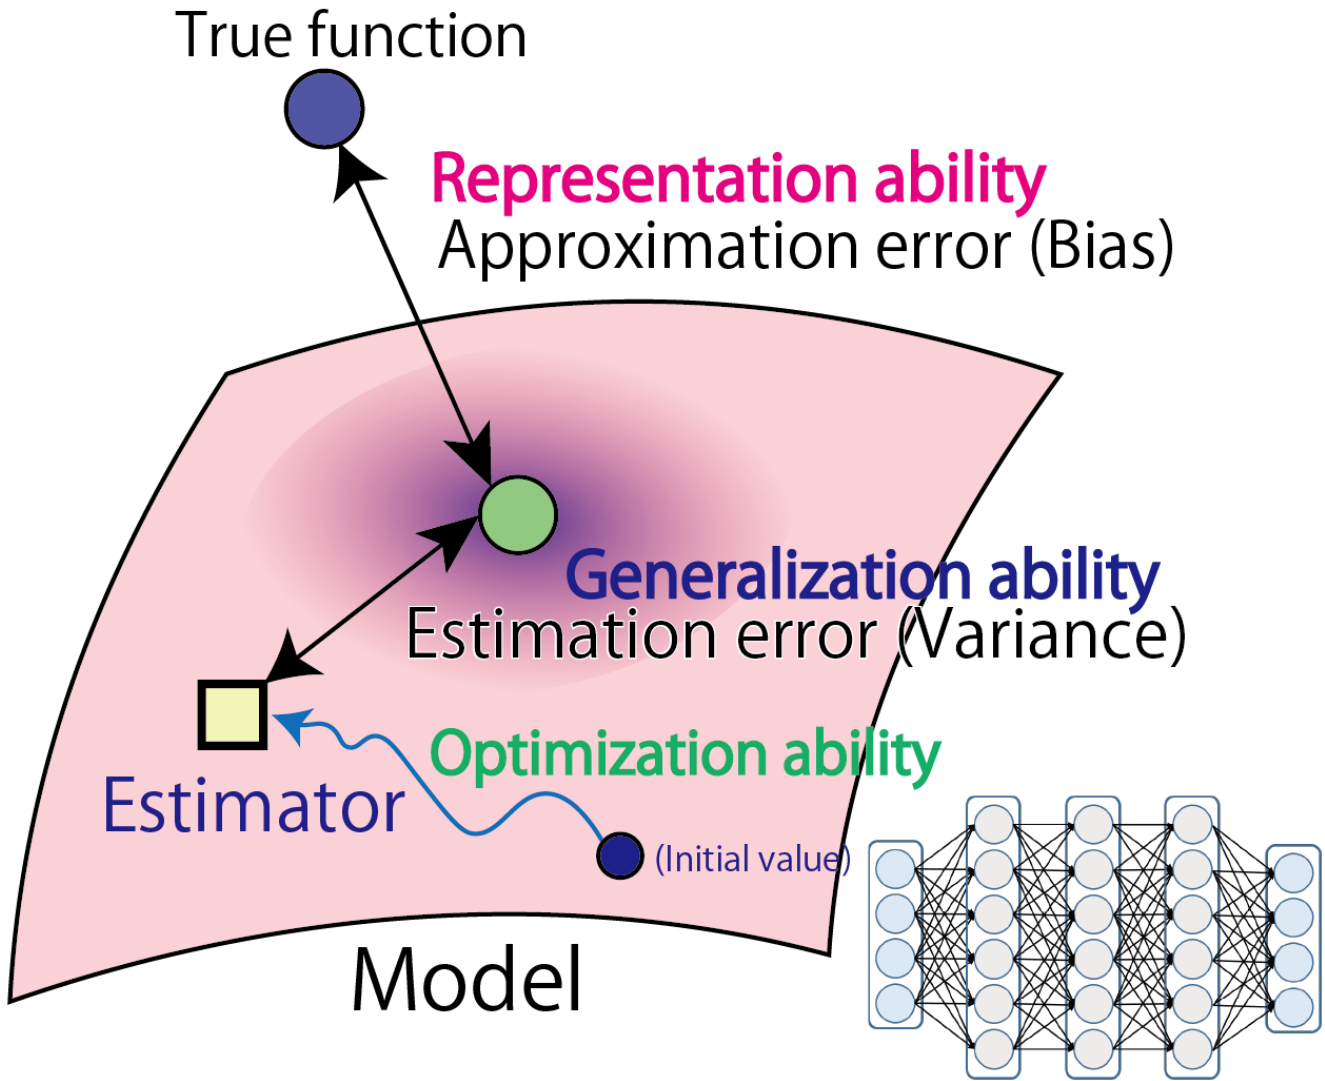 True function
Representation ability
Approximation error (Bias)
Generalization ability
Estimation error (Variance)
Optimization ability
Estimator
(Initial value)
Model